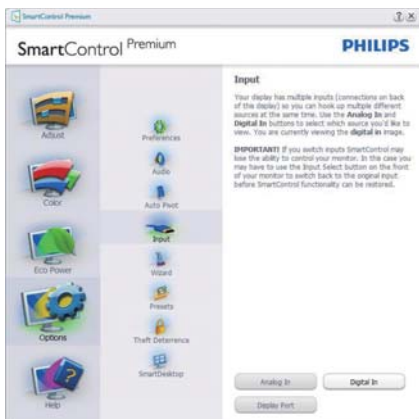 SmartControl Premium
SmartControl Premium
PHILIPS
Adjust
Color
Eco Power
Options
Help
Preferences
Audio
Auto Pivot
Input
Wizard
Presets
Theft Deterrence
SmartDesktop
Input
Your display has multiple inputs (connections on back
of this display) so you can hook up multiple different
sources at the same time. Use the Analog In and
Digital In buttons to select which source you'd like to
view. You are currently viewing the digital in image.
IMPORTANT! If you switch inputs SmartControl may
lose the ability to control your monitor. In this case you
may have to use the Input Select button on the front
of your monitor to switch back to the original input
before SmartControl functionality can be restored.
Analog In
Digital In
Display Port